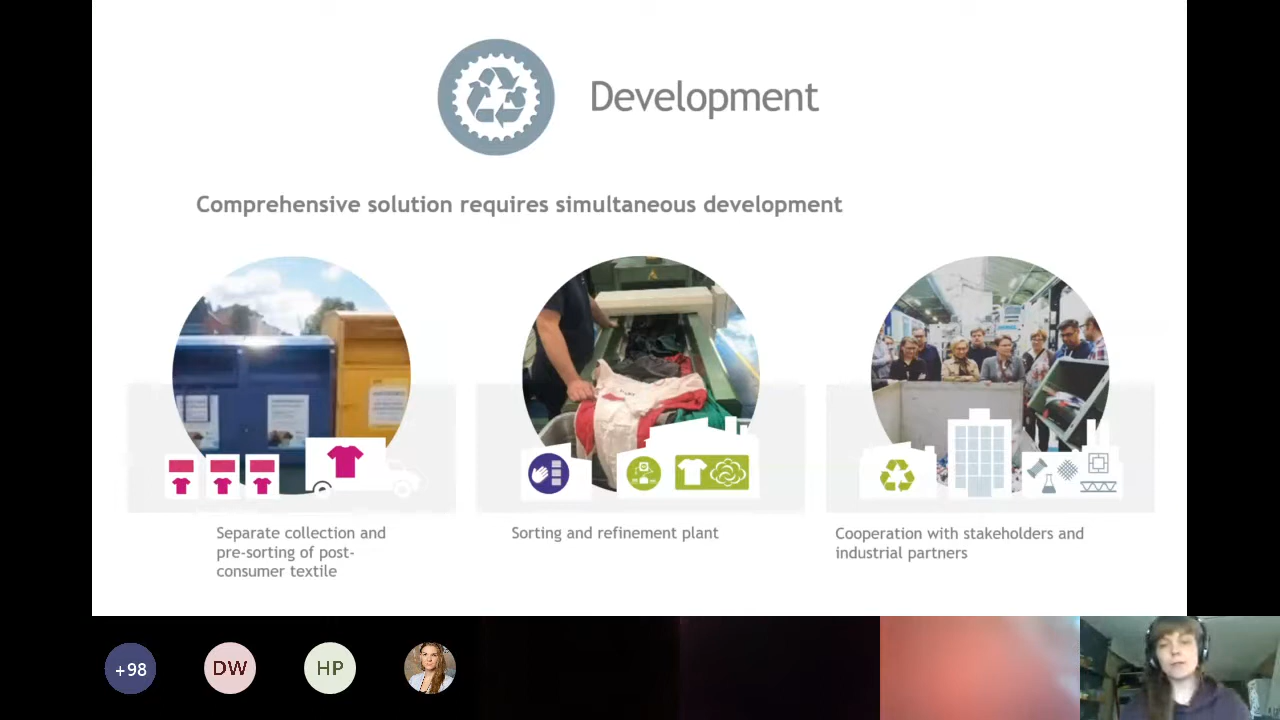 Development
Comprehensive solution requires simultaneous development
Separate collection and
pre-sorting of post-
consumer textile
Sorting and refinement plant
Cooperation with stakeholders and
industrial partners
+98
DW
HP